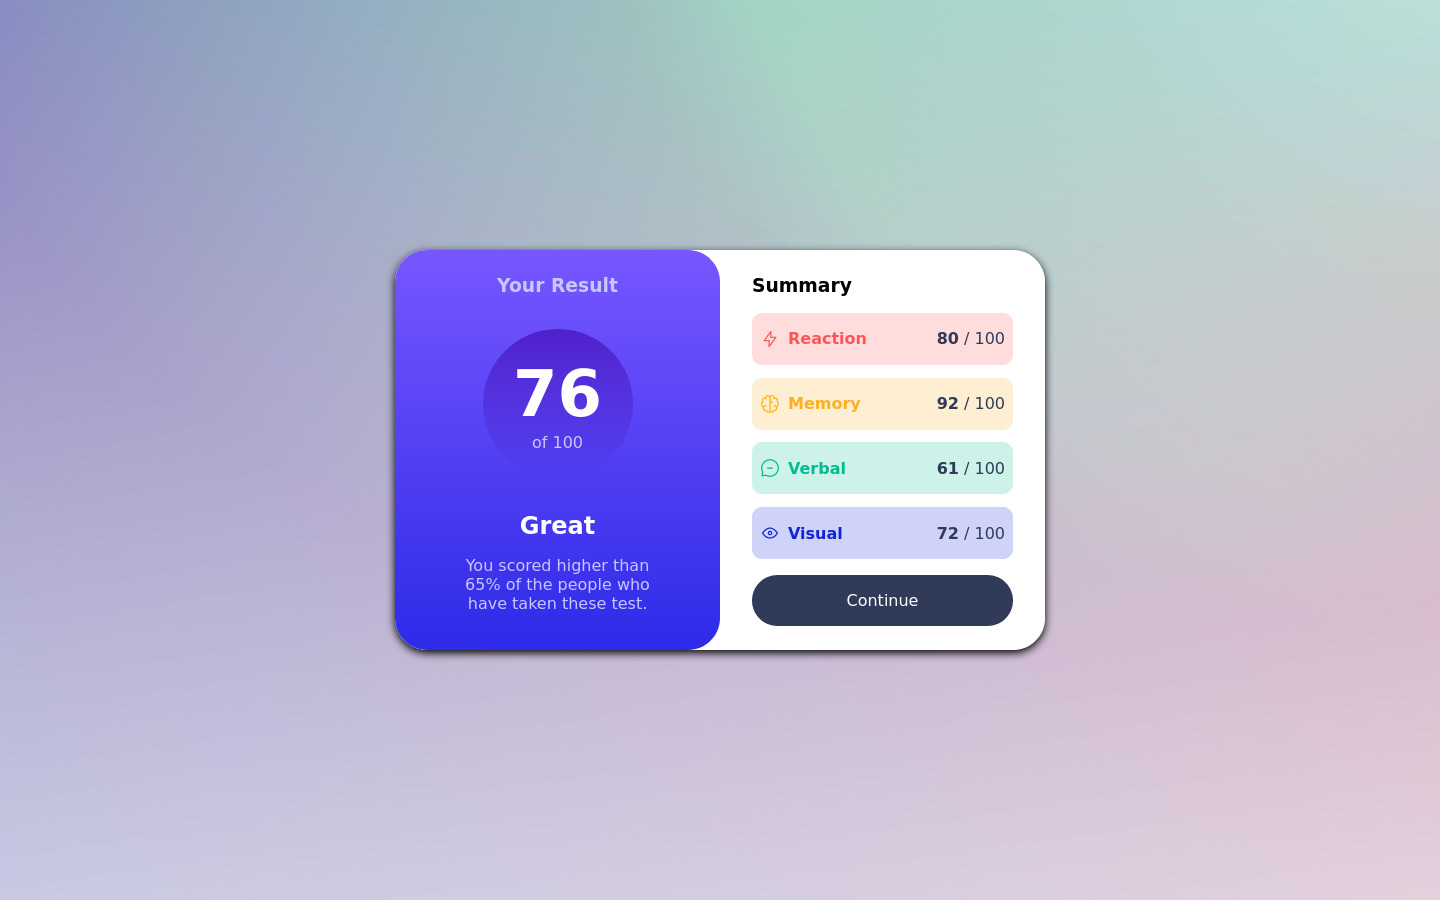 Your Result
76
of 100
Great
You scored higher than
65% of the people who
have taken these test.
Summary
Reaction 80 / 100
Memory 92 / 100
Verbal 61 / 100
Visual 72 / 100
Continue